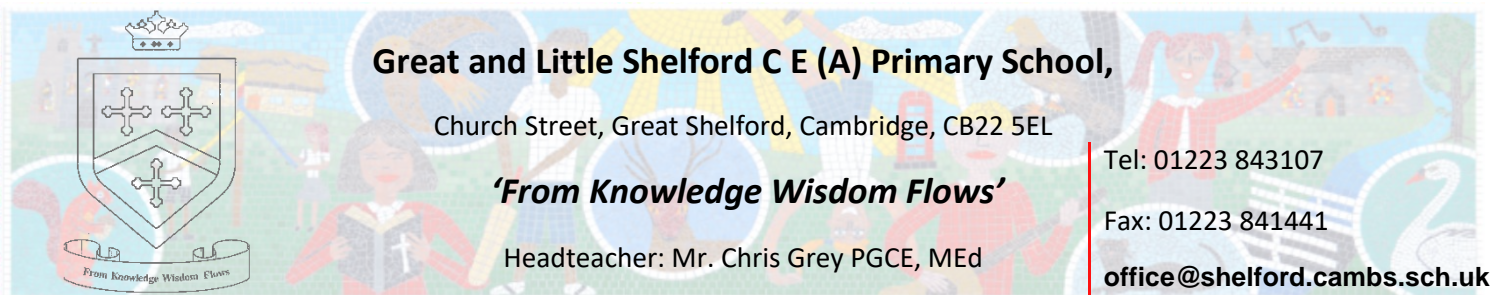 Great and Little Shelford C E (A) Primary School,
Church Street, Great Shelford, Cambridge, CB22 5EL
‘From Knowledge Wisdom Flows’
Headteacher: Mr. Chris Grey PGCE, MEd
Tel: 01223 843107
Fax: 01223 841441
office@shelford.cambs.sch.uk
From Knowledge Wisdom Flows